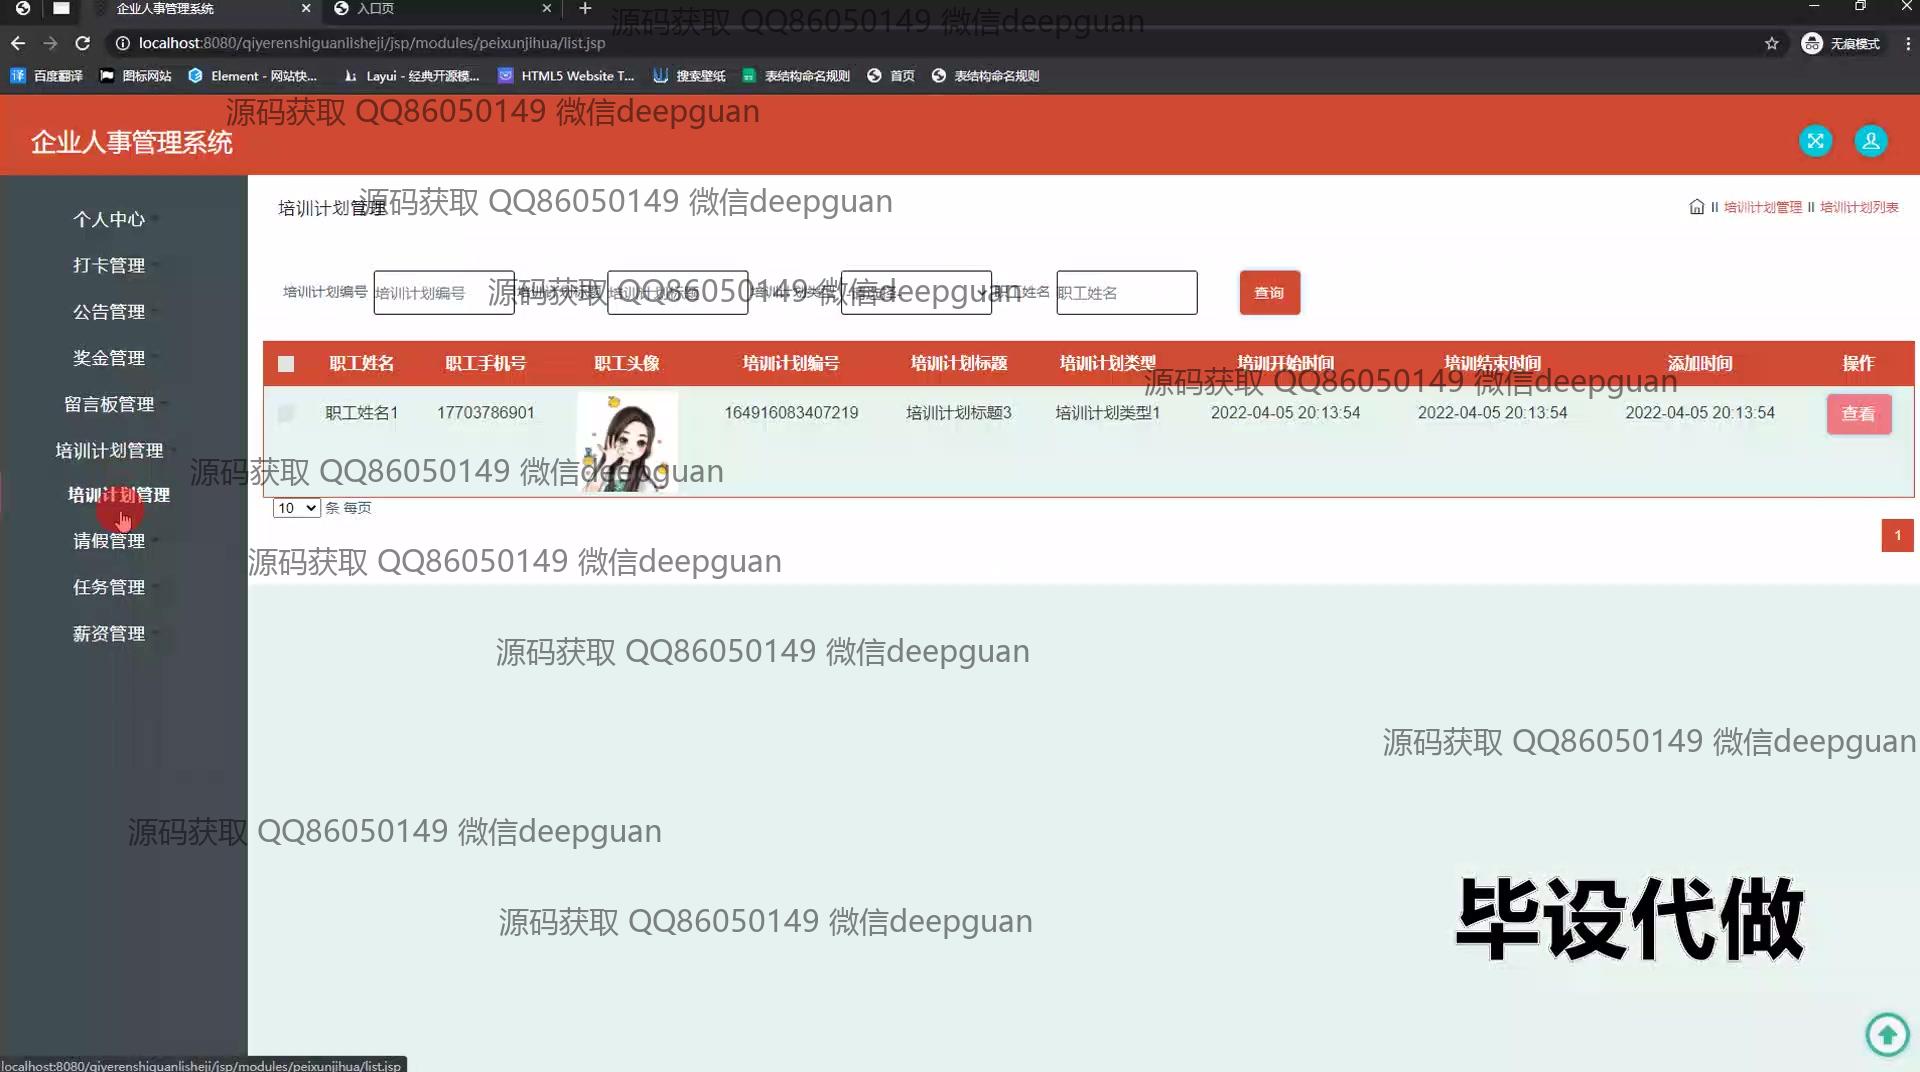 企业人事管理系统
入口页
源码获取 QQ86050149 微信deepguan
localhost:8080/qiyerenshiguanlisheji/jsp/modules/peixunjihua/list.jsp
无痕模式
百度翻译
图标网站
Element - 网站快...
Layui - 经典开源模...
HTML5 Website T...
搜索壁纸
表结构命名规则
首页
表结构命名规则
源码获取 QQ86050149 微信deepguan
企业人事管理系统
个人中心
打卡管理
公告管理
奖金管理
留言板管理
培训计划管理
培训计划管理
请假管理
任务管理
薪资管理
培训计划管理
源码获取 QQ86050149 微信deepguan
II 培训计划管理 II 培训计划列表
培训计划编号 培训计划编号
源码获取 QQ86050149 微信deepguan
职工姓名 职工姓名
查询
职工姓名 职工手机号 职工头像 培训计划编号 培训计划标题 培训计划类型 培训开始时间 培训结束时间 添加时间 操作
源码获取 QQ86050149 微信deepguan
职工姓名1 17703786901 164916083407219 培训计划标题3 培训计划类型1 2022-04-05 20:13:54 2022-04-05 20:13:54 2022-04-05 20:13:54 查看
源码获取 QQ86050149 微信deepguan
10 条 每页
1
源码获取 QQ86050149 微信deepguan
源码获取 QQ86050149 微信deepguan
源码获取 QQ86050149 微信deepguan
源码获取 QQ86050149 微信deepguan
源码获取 QQ86050149 微信deepguan
毕设代做
localhost:8080/qiyerenshiguanlisheji/jsp/modules/peixunjihua/list.jsp